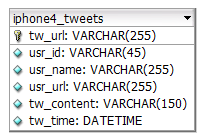 iphone4_tweets
tw_url: VARCHAR(255)
usr_id: VARCHAR(45)
usr_name: VARCHAR(255)
usr_url: VARCHAR(255)
tw_content: VARCHAR(150)
tw_time: DATETIME